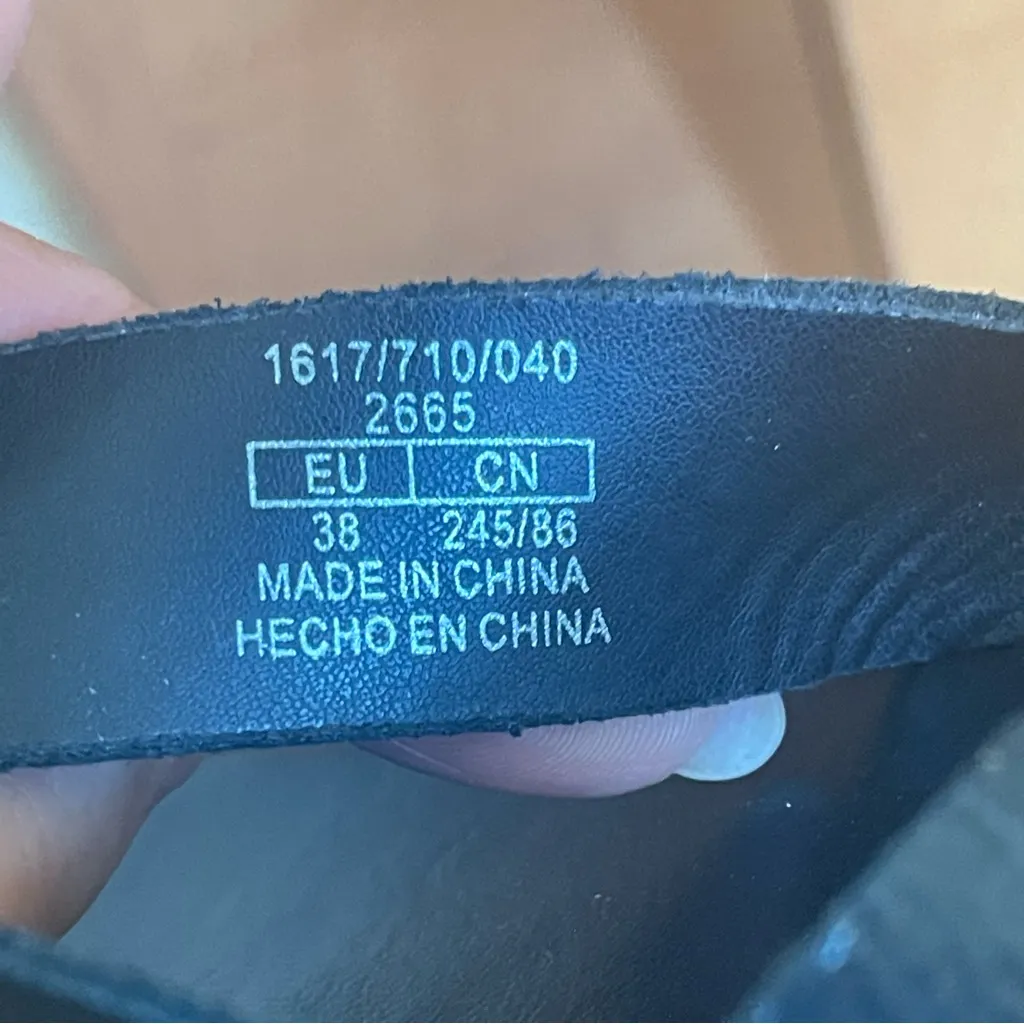 1617/710/040
2665
EU CN
38 245/86
MADE IN CHINA
HECHO EN CHINA